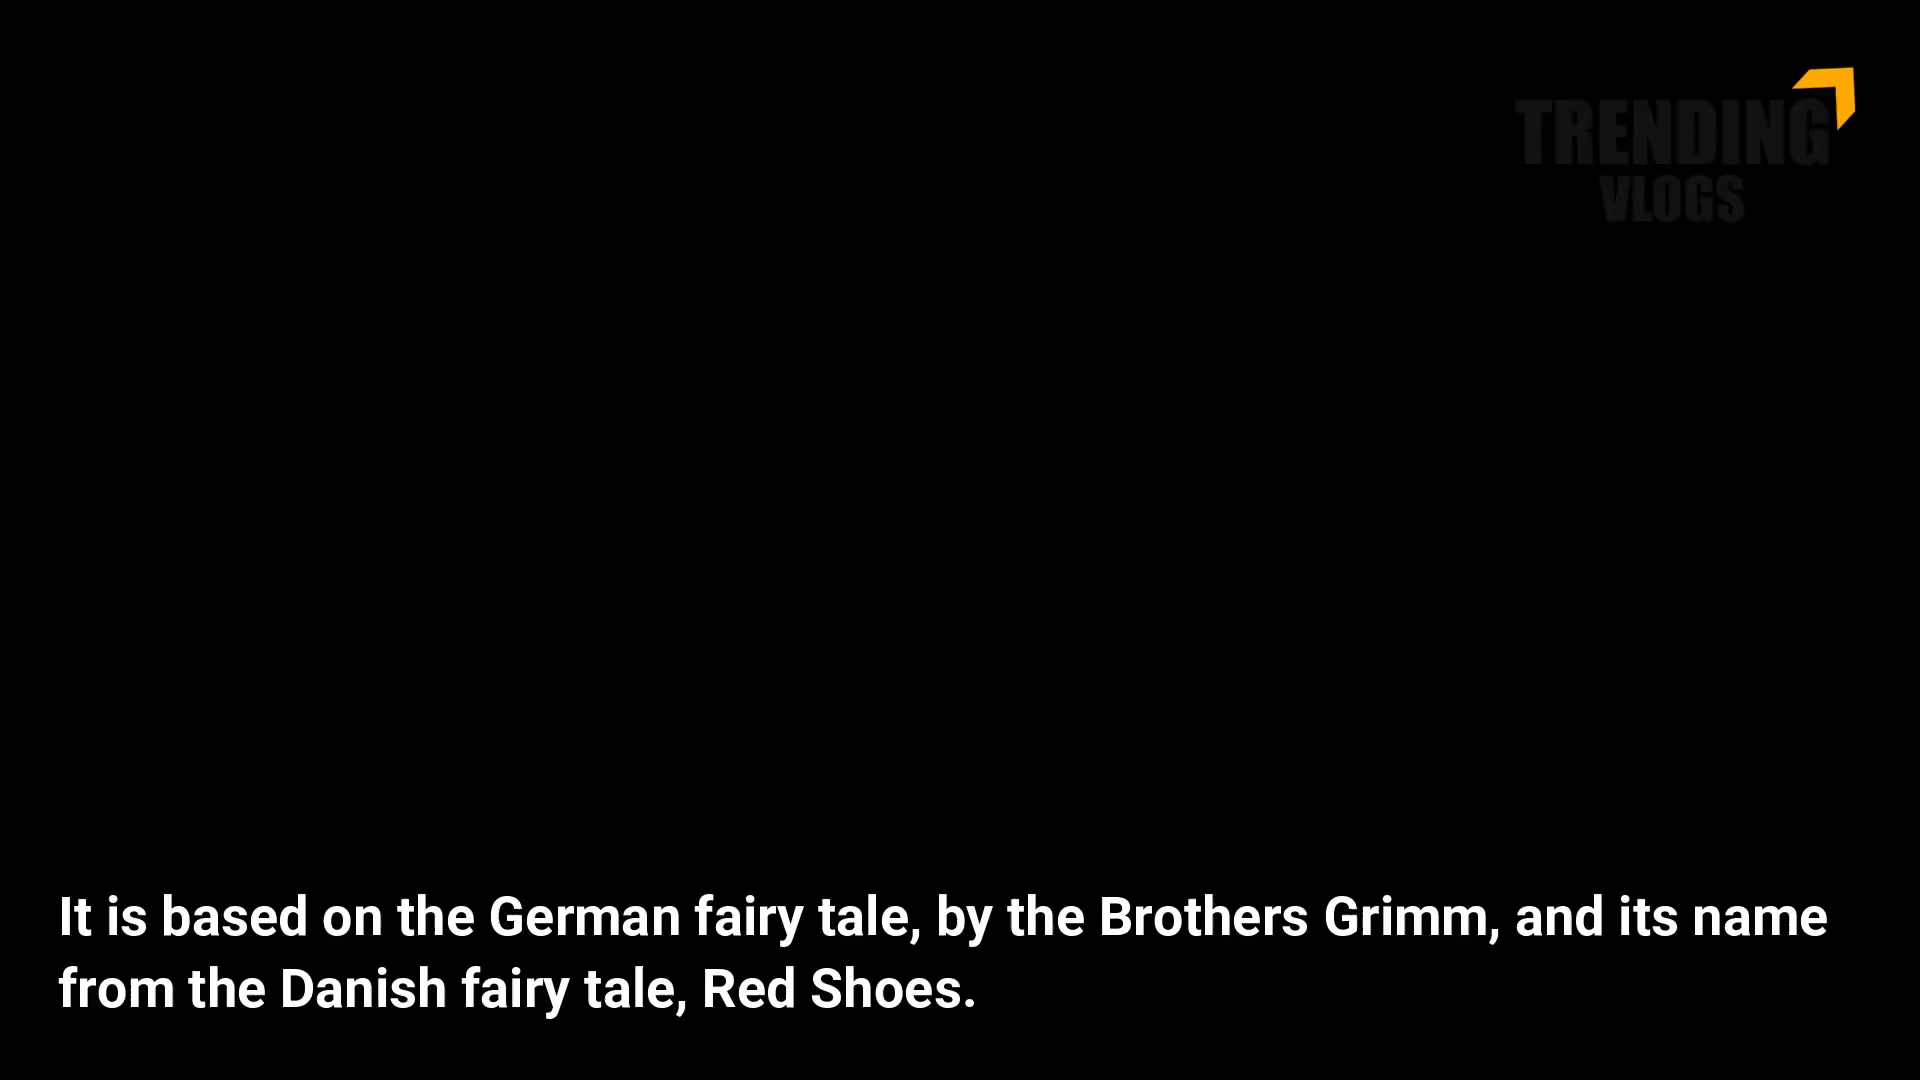 TRENDING
VLOGS
It is based on the German fairy tale, by the Brothers Grimm, and its name
from the Danish fairy tale, Red Shoes.